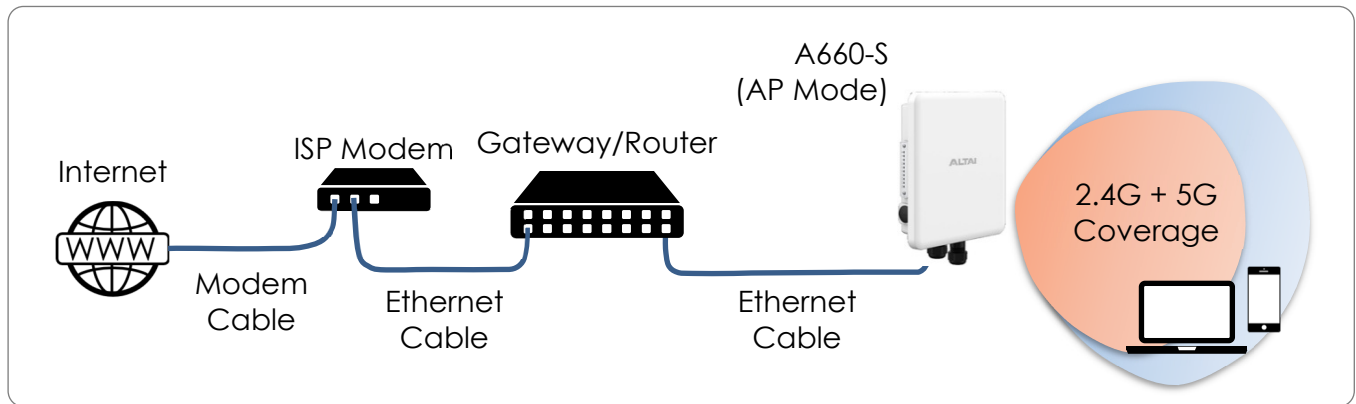 A660-S
(AP Mode)
ISP Modem
Gateway/Router
Internet
WWW
ALTAI
2.4G + 5G
Coverage
Modem
Cable
Ethernet
Cable
Ethernet
Cable